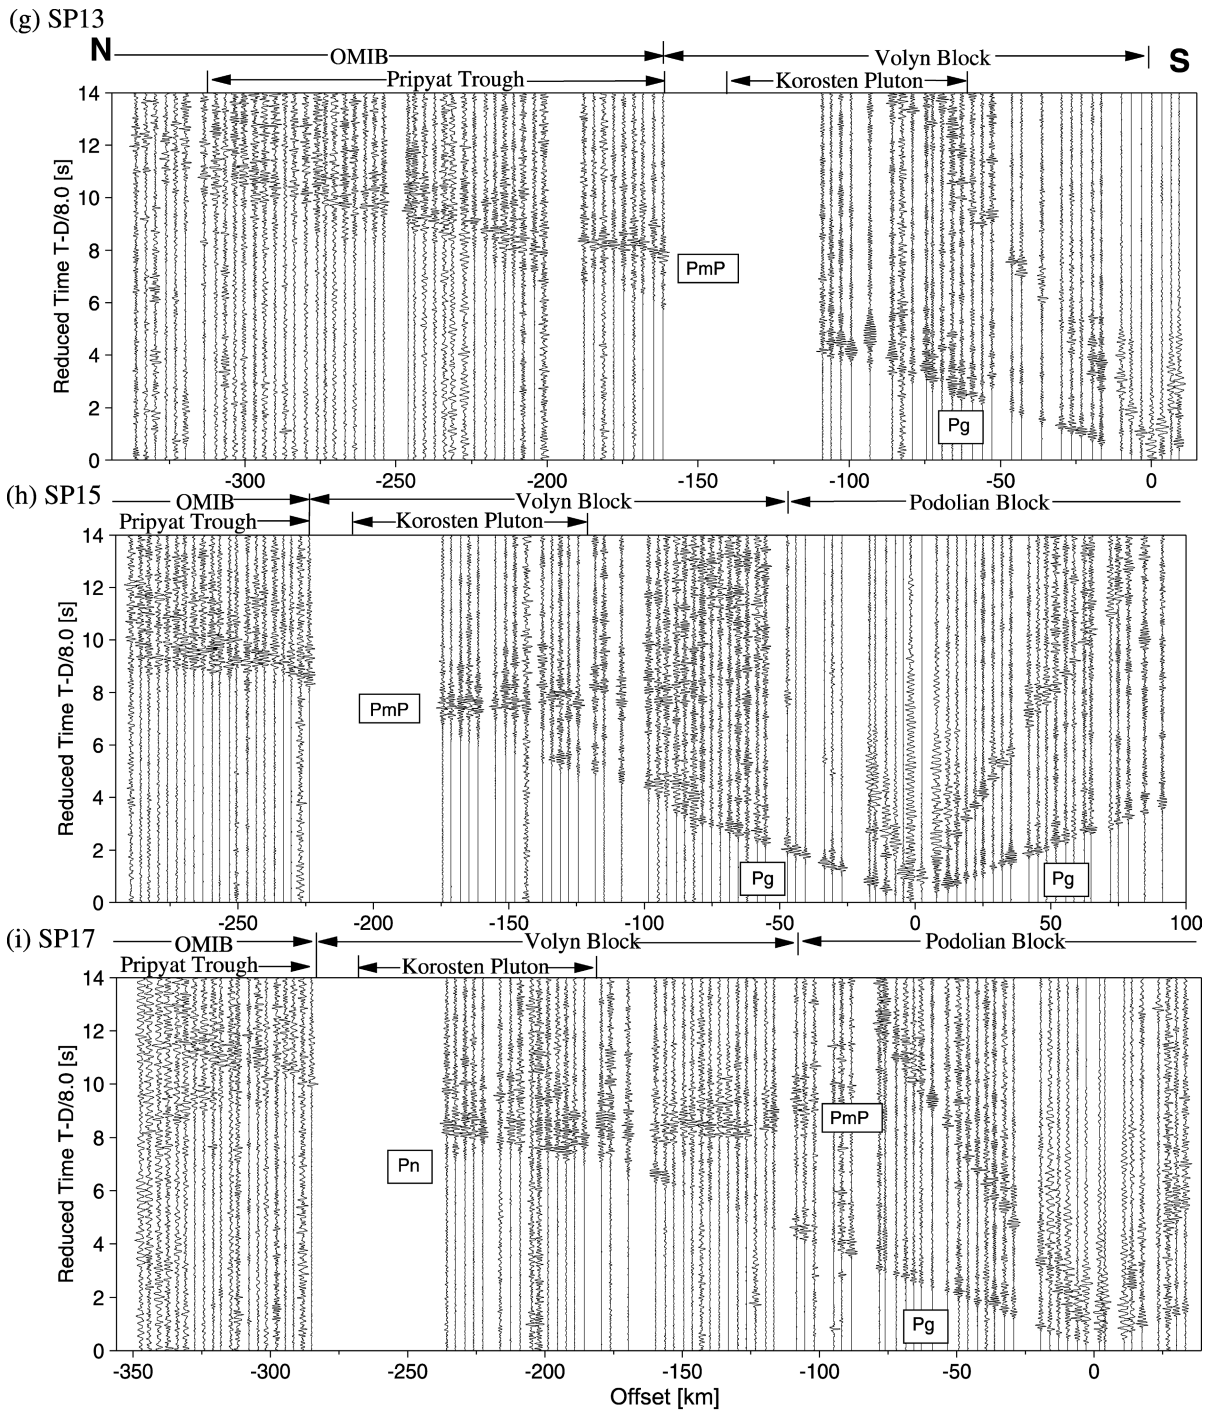 (g) SP13
N OMIB Volyn Block S
Pripyat Trough Korosten Pluton
14
12
10
8
6
4
2
0
Reduced Time T-D/8.0 [s]
PmP
Pg
-300 -250 -200 -150 -100 -50 0
(h) SP15
OMIB Volyn Block Podolian Block
Pripyat Trough Korosten Pluton
14
12
10
8
6
4
2
0
Reduced Time T-D/8.0 [s]
PmP
Pg Pg
-250 -200 -150 -100 -50 0 50 100
(i) SP17
OMIB Volyn Block Podolian Block
Pripyat Trough Korosten Pluton
14
12
10
8
6
4
2
0
Reduced Time T-D/8.0 [s]
PmP
Pn
Pg
-350 -300 -250 -200 -150 -100 -50 0
Offset [km]